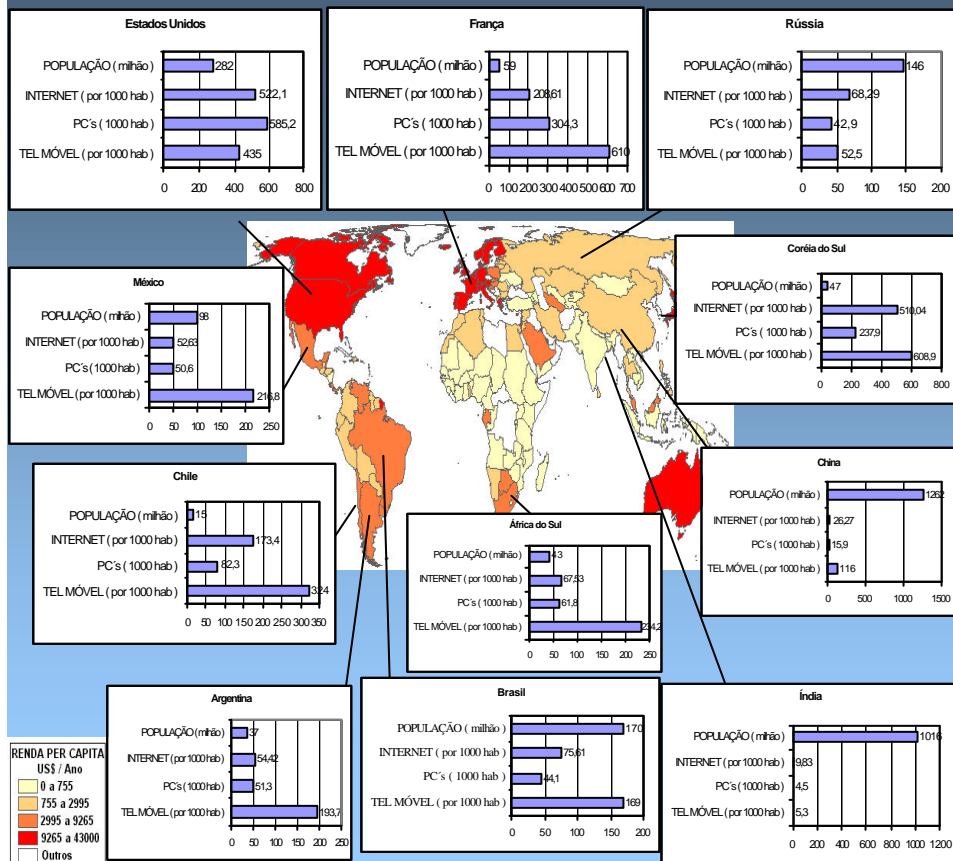 Estados Unidos
POPULAÇÃO ( milhão )
282
INTERNET ( por 1000 hab )
522,1
PC´s (1000 hab)
585,2
TEL MÓVEL ( por 1000 hab )
435
0 200 400 600 800
França
POPULAÇÃO ( milhão )
59
INTERNET ( por 1000 hab )
208,61
PC´s (1000 hab)
304,3
TEL MÓVEL ( por 1000 hab )
610
0 100 200 300 400 500 600 700
Rússia
POPULAÇÃO ( milhão )
146
INTERNET ( por 1000 hab )
68,29
PC´s ( 1000 hab )
42,9
TEL MÓVEL ( por 1000 hab )
52,5
0 50 100 150 200
México
POPULAÇÃO ( milhão )
98
INTERNET ( por 1000 hab )
52,63
PC´s ( 1000 hab )
50,6
TEL MÓVEL ( por 1000 hab )
216,8
0 50 100 150 200 250
Coréia do Sul
POPULAÇÃO ( milhão )
47
INTERNET ( por 1000 hab )
510,04
PC´s ( 1000 hab )
237,9
TEL MÓVEL ( por 1000 hab )
608,9
0 200 400 600 800
Chile
POPULAÇÃO ( milhão )
15
INTERNET ( por 1000 hab )
173,4
PC´s ( 1000 hab )
82,3
TEL MÓVEL ( por 1000 hab )
324
0 50 100 150 200 250 300 350
África do Sul
POPULAÇÃO ( milhão )
43
INTERNET ( por 1000 hab )
67,53
PC´s ( 1000 hab )
61,8
TEL MÓVEL ( por 1000 hab )
234,2
0 50 100 150 200 250
China
POPULAÇÃO ( milhão )
1262
INTERNET ( por 1000 hab )
26,27
PC´s ( 1000 hab )
15,9
TEL MÓVEL ( por 1000 hab )
116
0 500 1000 1500
Argentina
POPULAÇÃO ( milhão )
37
INTERNET ( por 1000 hab )
54,42
PC´s ( 1000 hab )
51,3
TEL MÓVEL ( por 1000 hab )
193,7
0 50 100 150 200 250
Brasil
POPULAÇÃO ( milhão )
170
INTERNET ( por 1000 hab )
75,61
PC´s ( 1000 hab )
44,1
TEL MÓVEL ( por 1000 hab )
169
0 50 100 150 200
Índia
POPULAÇÃO ( milhão )
1016
INTERNET ( por 1000 hab )
9,83
PC´s ( 1000 hab )
4,5
TEL MÓVEL ( por 1000 hab )
5,3
0 200 400 600 800 1000 1200
RENDA PER CAPITA
US$ / Ano
0 a 755
755 a 2995
2995 a 9265
9265 a 43000
Outros